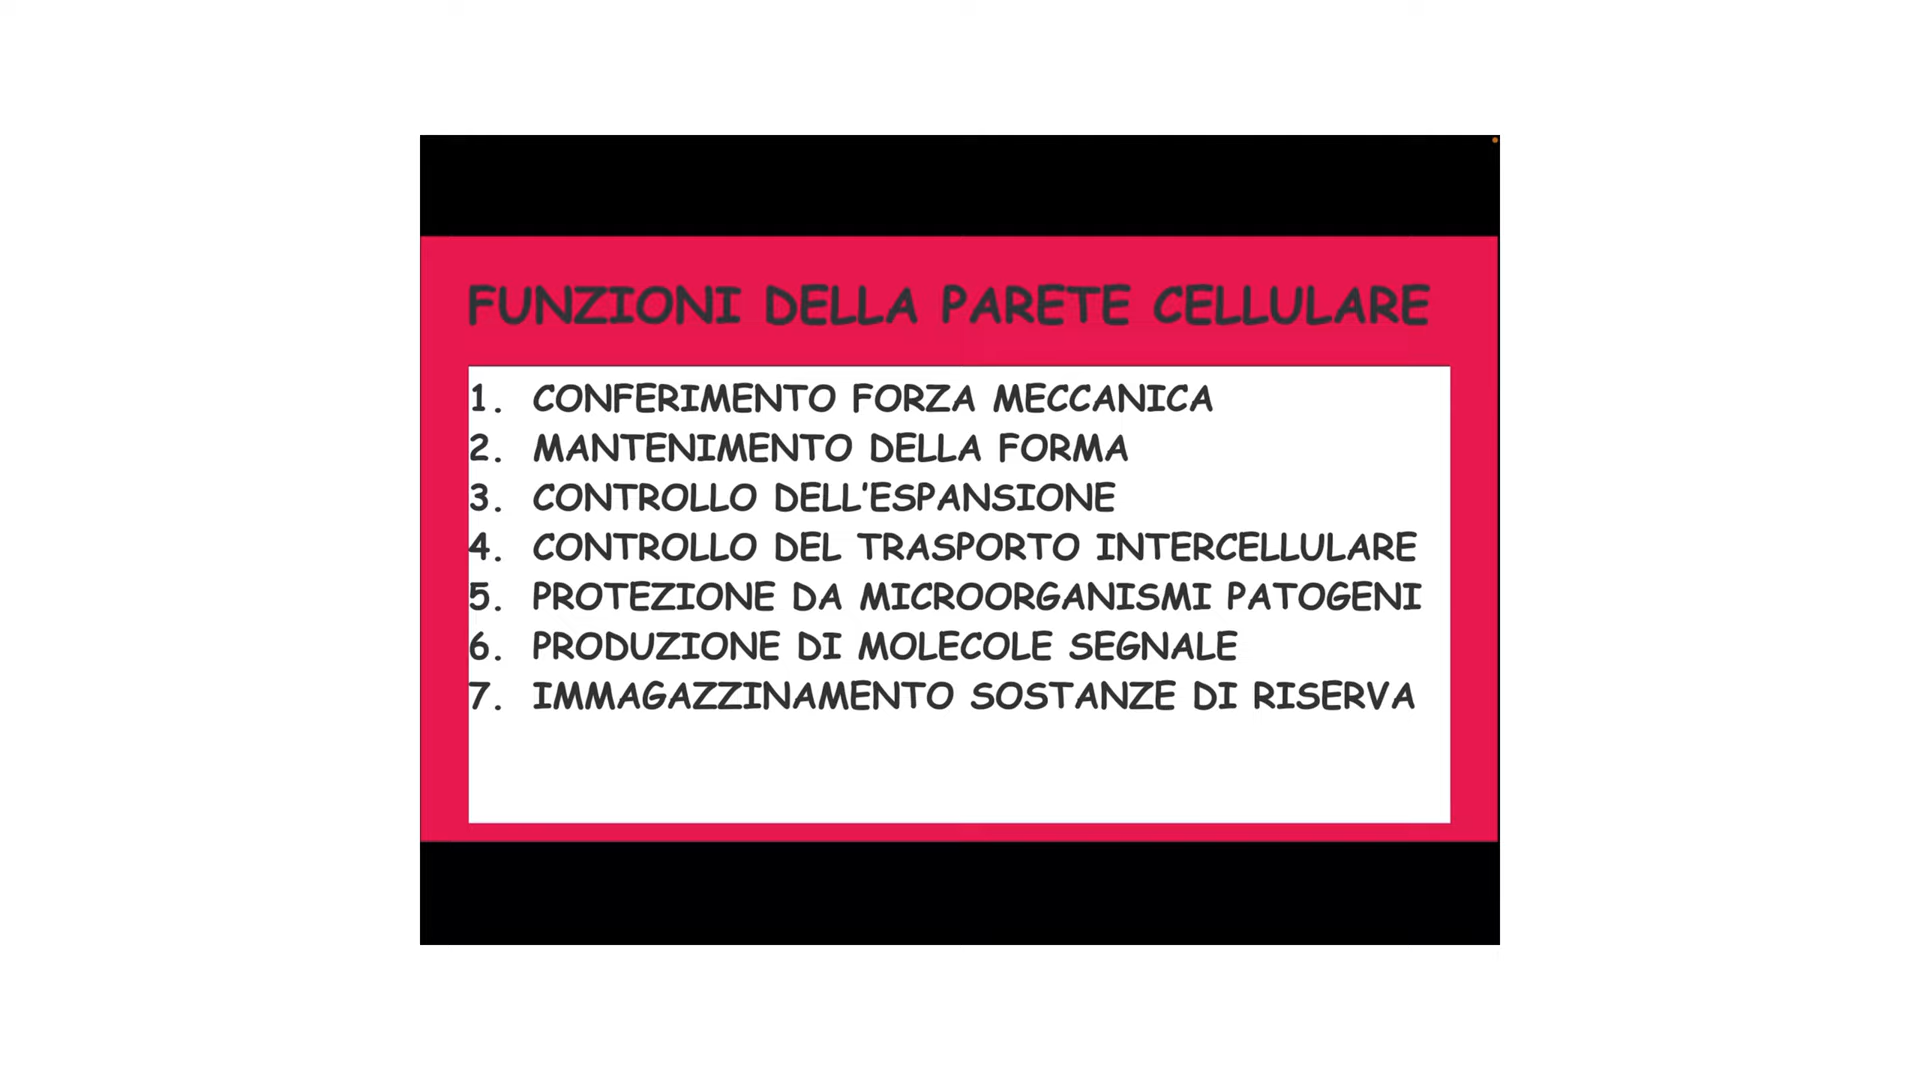 FUNZIONI DELLA PARETE CELLULARE
1. CONFERIMENTO FORZA MECCANICA
2. MANTENIMENTO DELLA FORMA
3. CONTROLLO DELL'ESPANSIONE
4. CONTROLLO DEL TRASPORTO INTERCELLULARE
5. PROTEZIONE DA MICROORGANISMI PATOGENI
6. PRODUZIONE DI MOLECOLE SEGNALE
7. IMMAGAZZINAMENTO SOSTANZE DI RISERVA